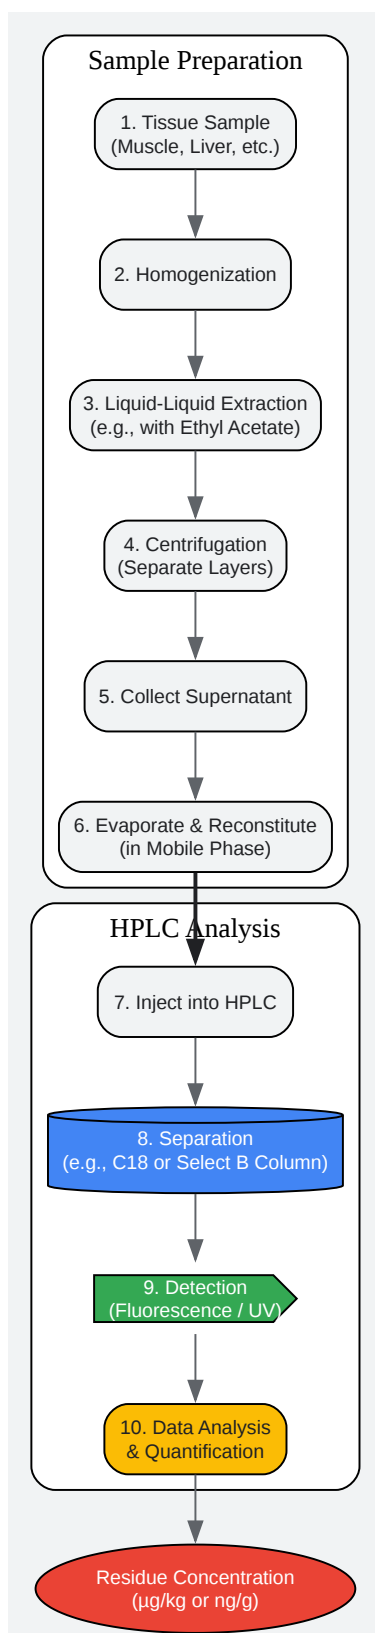 Sample Preparation
1. Tissue Sample
(Muscle, Liver, etc.)
2. Homogenization
3. Liquid-Liquid Extraction
(e.g., with Ethyl Acetate)
4. Centrifugation
(Separate Layers)
5. Collect Supernatant
6. Evaporate & Reconstitute
(in Mobile Phase)
HPLC Analysis
7. Inject into HPLC
8. Separation
(e.g., C18 or Select B Column)
9. Detection
(Fluorescence / UV)
10. Data Analysis
& Quantification
Residue Concentration
(µg/kg or ng/g)